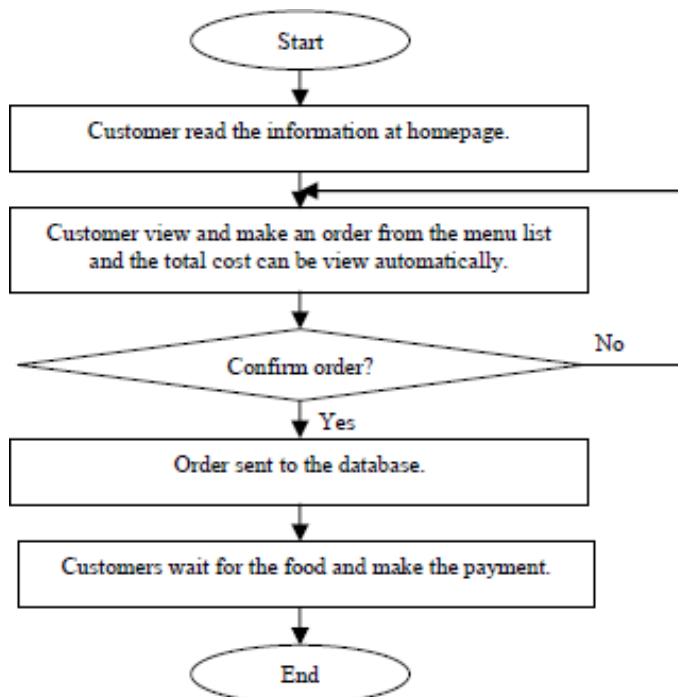 Start
Customer read the information at homepage.
Customer view and make an order from the menu list
and the total cost can be view automatically.
Confirm order?
No
Yes
Order sent to the database.
Customers wait for the food and make the payment.
End